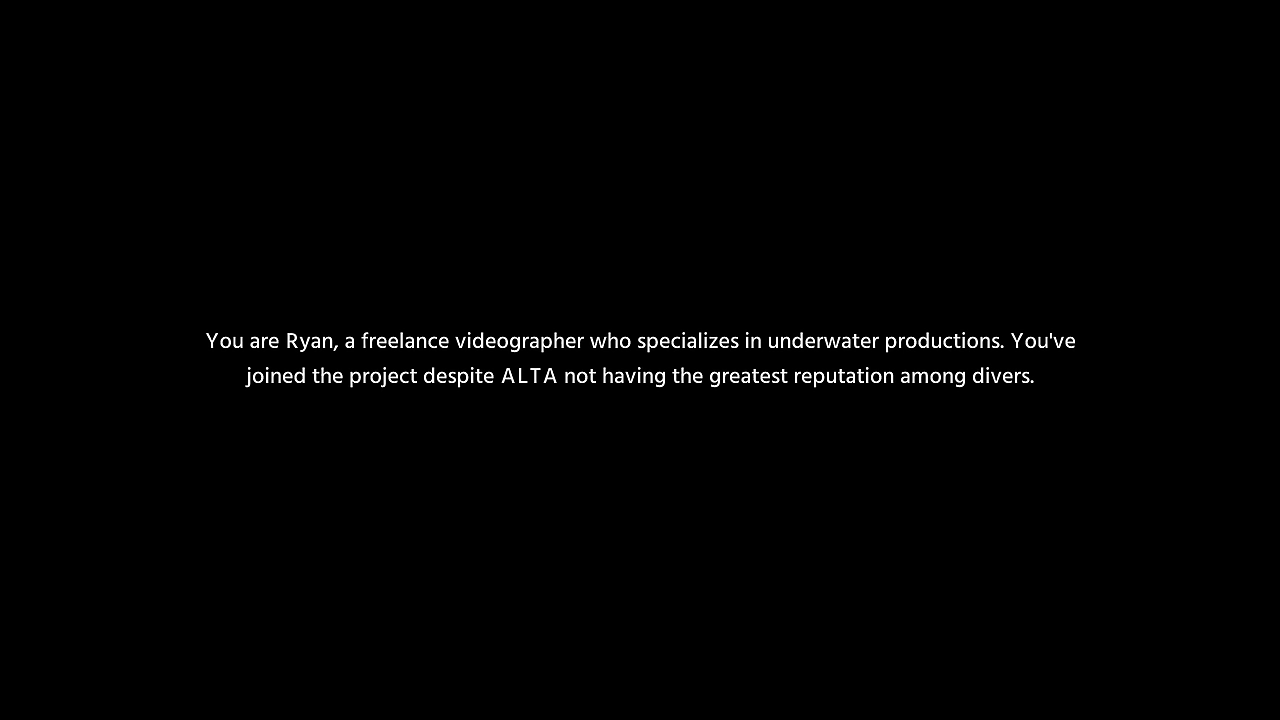 You are Ryan, a freelance videographer who specializes in underwater productions. You've
joined the project despite ALTA not having the greatest reputation among divers.